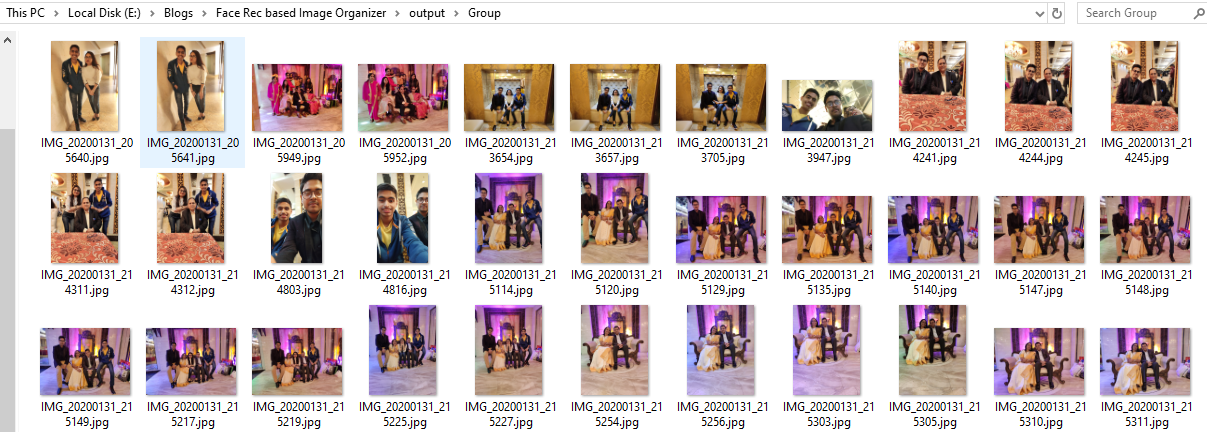 This PC > Local Disk (E:) > Blogs > Face Rec based Image Organizer > output > Group
Search Group
IMG_20200131_205640.jpg
IMG_20200131_205641.jpg
IMG_20200131_205949.jpg
IMG_20200131_205952.jpg
IMG_20200131_213654.jpg
IMG_20200131_213657.jpg
IMG_20200131_213705.jpg
IMG_20200131_213947.jpg
IMG_20200131_214241.jpg
IMG_20200131_214244.jpg
IMG_20200131_214245.jpg
IMG_20200131_214311.jpg
IMG_20200131_214312.jpg
IMG_20200131_214803.jpg
IMG_20200131_214816.jpg
IMG_20200131_215114.jpg
IMG_20200131_215120.jpg
IMG_20200131_215129.jpg
IMG_20200131_215135.jpg
IMG_20200131_215140.jpg
IMG_20200131_215147.jpg
IMG_20200131_215148.jpg
IMG_20200131_215149.jpg
IMG_20200131_215217.jpg
IMG_20200131_215219.jpg
IMG_20200131_215225.jpg
IMG_20200131_215227.jpg
IMG_20200131_215254.jpg
IMG_20200131_215256.jpg
IMG_20200131_215303.jpg
IMG_20200131_215305.jpg
IMG_20200131_215310.jpg
IMG_20200131_215311.jpg